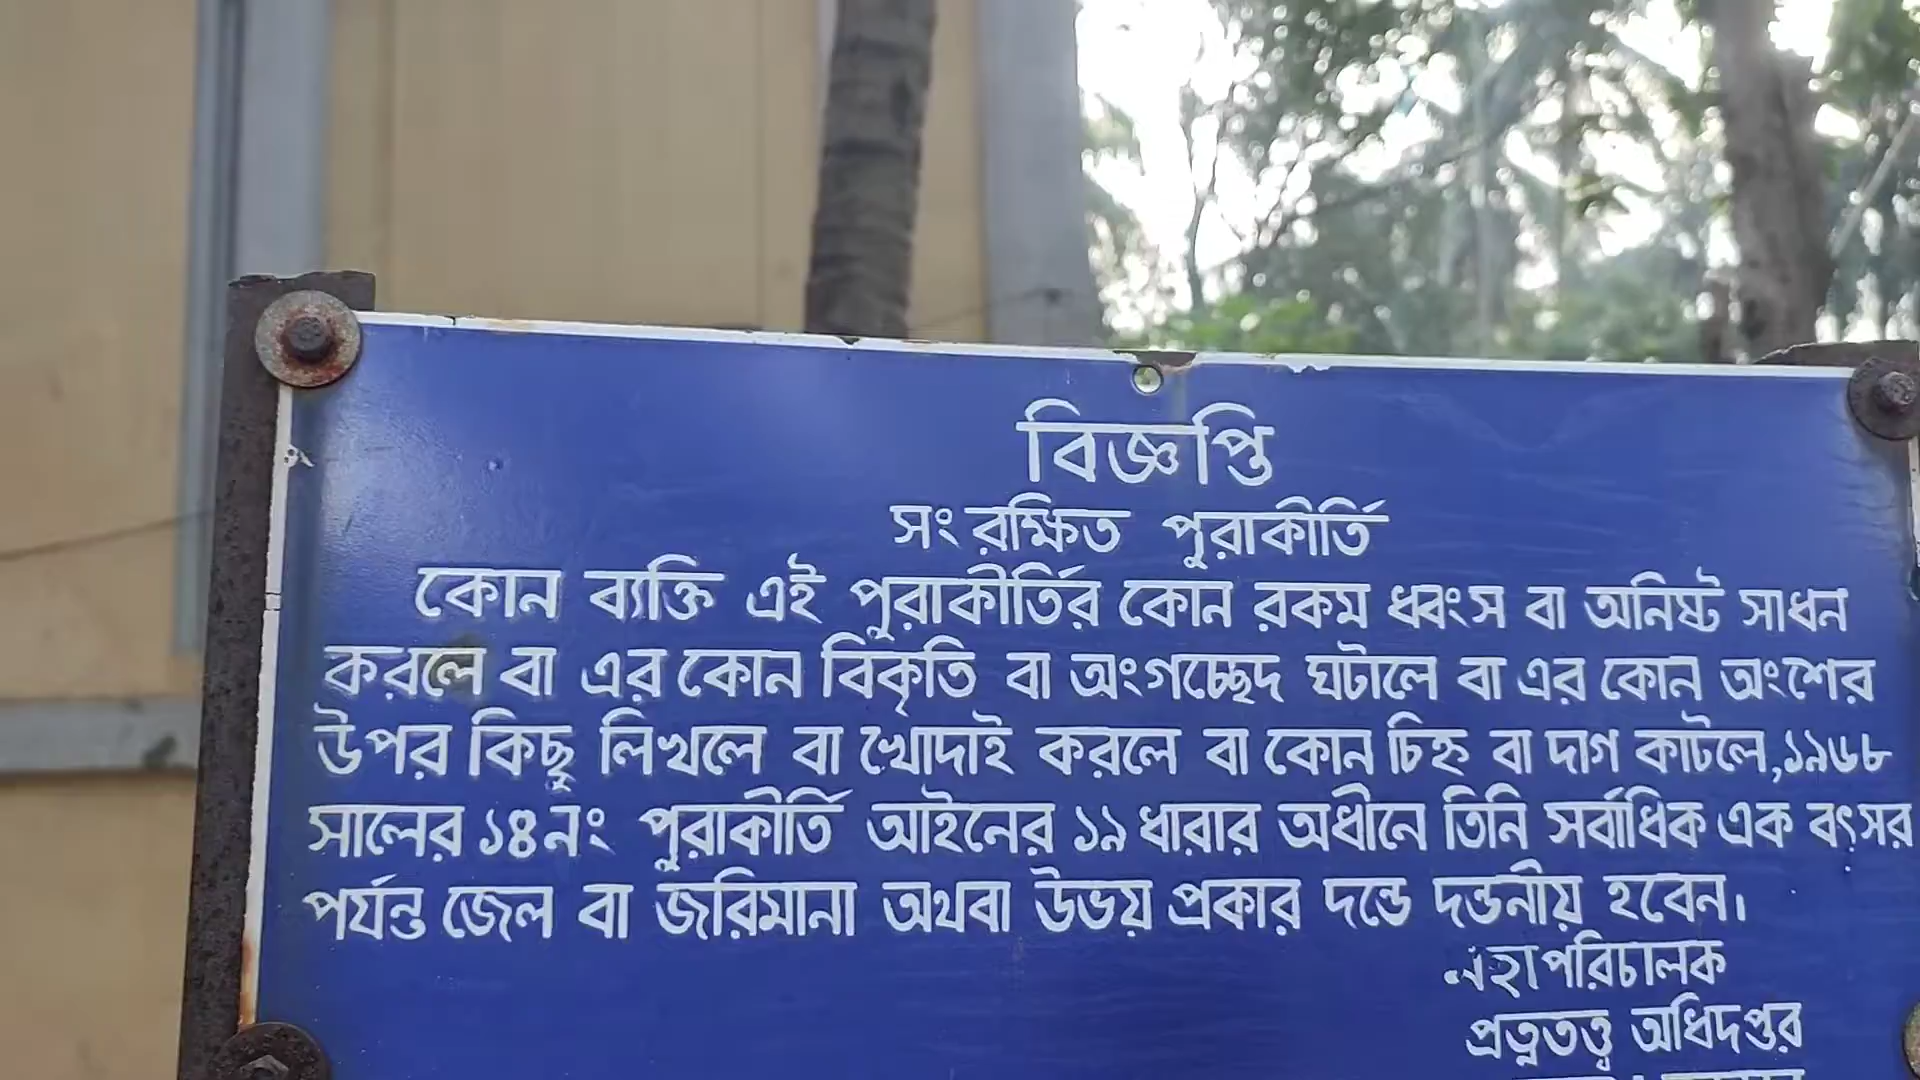 বিজ্ঞপ্তি
সংরক্ষিত পুরাকীর্তি
কোন ব্যক্তি এই পুরাকীর্তির কোন রকম ধ্বংস বা অনিষ্ট সাধন
করলে বা এর কোন বিকৃতি বা অংগচ্ছেদ ঘটালে বা এর কোন অংশের
উপর কিছু লিখলে বা খোদাই করলে বা কোন চিহ্ন বা দাগ কাটলে,১৯৬৮
সালের ১৪নং পুরাকীর্তি আইনের ১৯ ধারার অধীনে তিনি সর্বাধিক এক বৎসর
পর্যন্ত জেল বা জরিমানা অথবা উভয় প্রকার দন্ডে দন্ডনীয় হবেন।
মহাপরিচালক
প্রত্নতত্ত্ব অধিদপ্তর